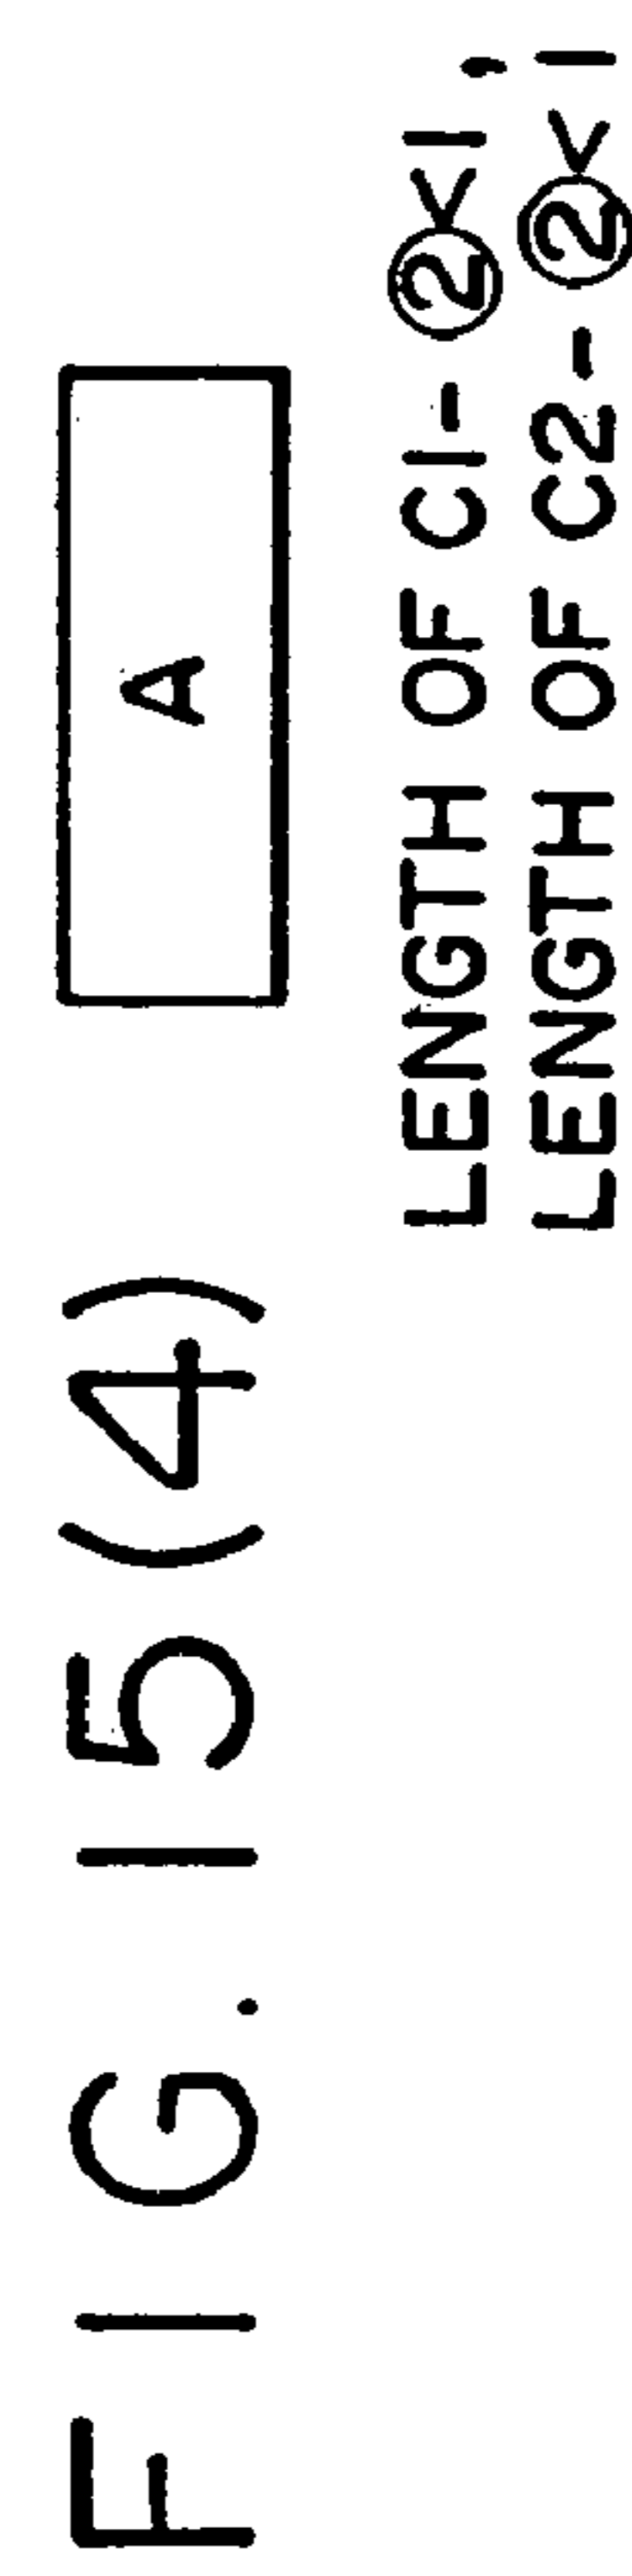 FIG. 15(4)
A
LENGTH OF C1-②<1,
LENGTH OF C2-②<1